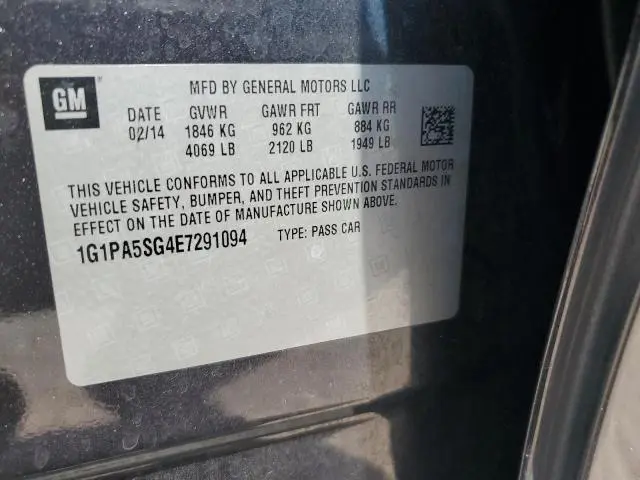 GM
MFD BY GENERAL MOTORS LLC
DATE GVWR GAWR FRT GAWR RR
02/14 1846 KG 962 KG 884 KG
4069 LB 2120 LB 1949 LB
THIS VEHICLE CONFORMS TO ALL APPLICABLE U.S. FEDERAL MOTOR
VEHICLE SAFETY, BUMPER, AND THEFT PREVENTION STANDARDS IN
EFFECT ON THE DATE OF MANUFACTURE SHOWN ABOVE.
1G1PA5SG4E7291094 TYPE: PASS CAR